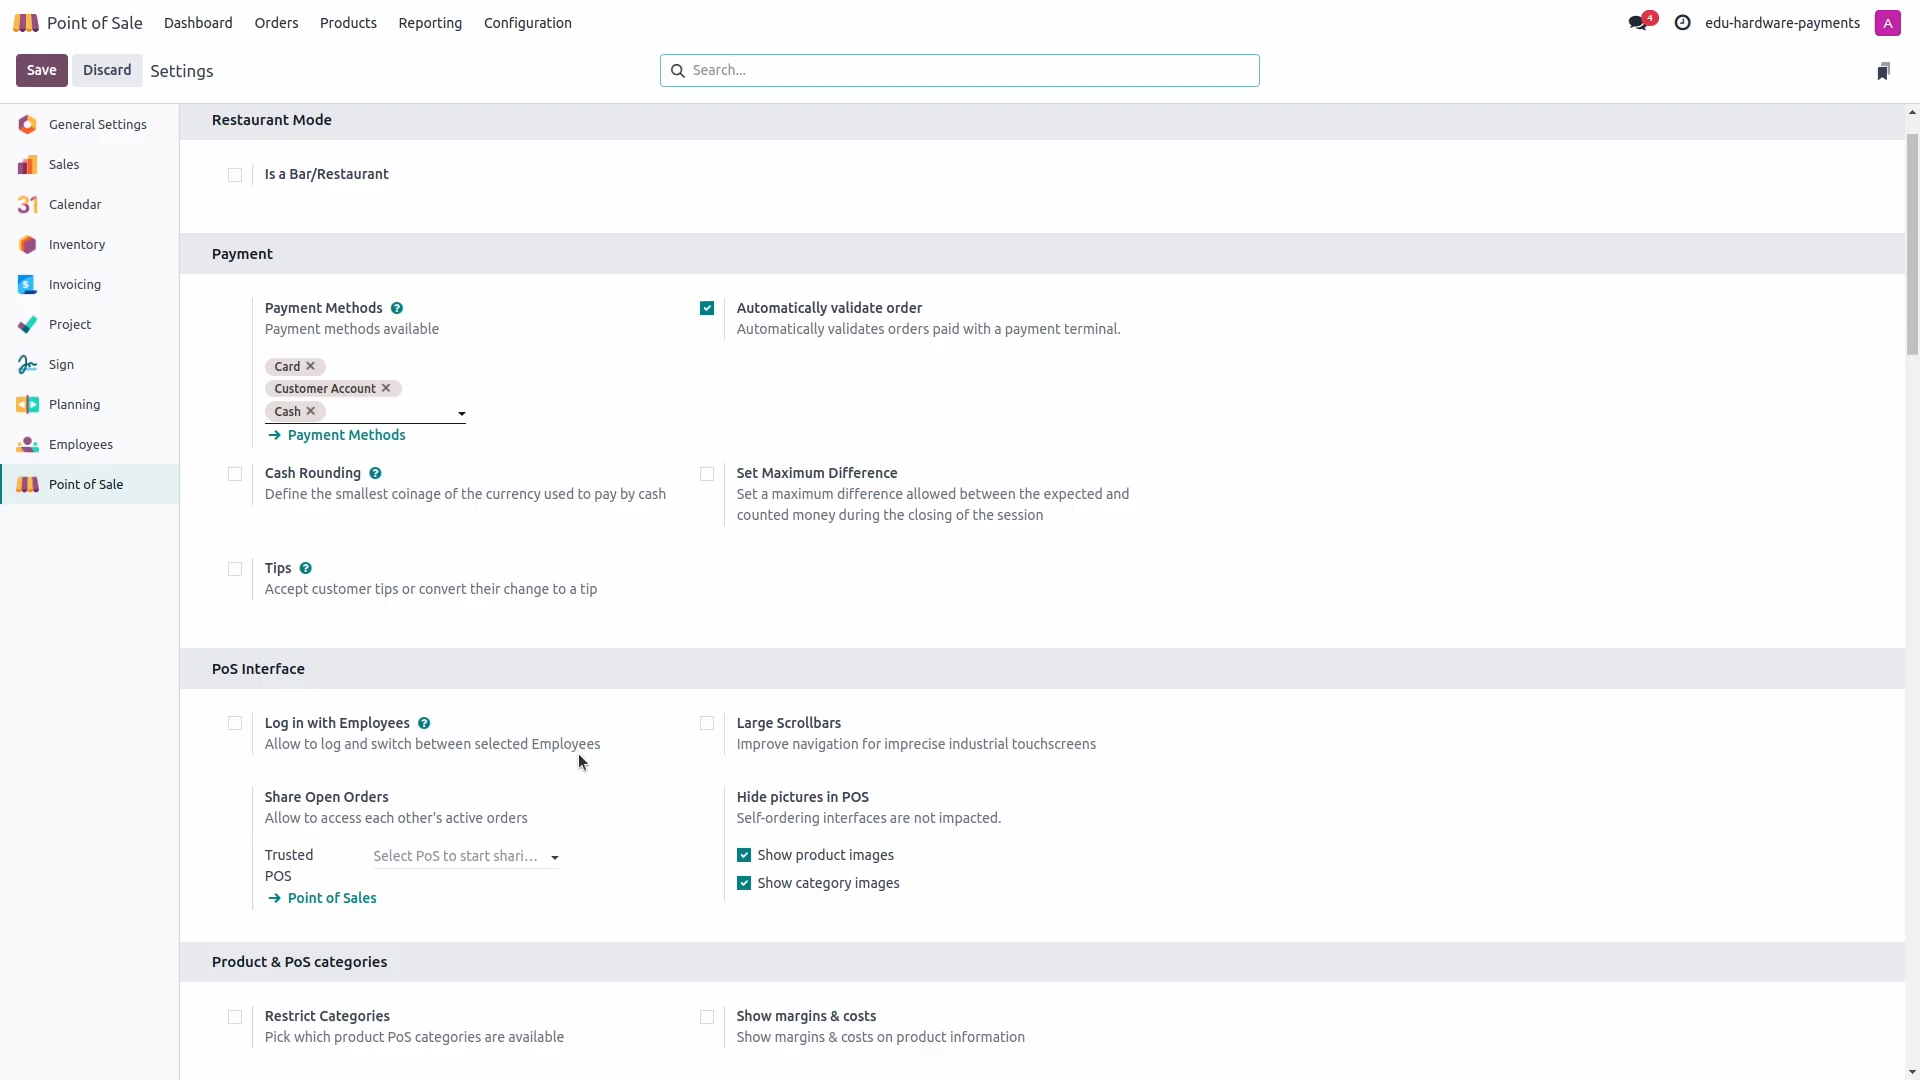 Point of Sale Dashboard Orders Products Reporting Configuration 4 edu-hardware-payments A
Save Discard Settings Search...
General Settings
Sales
31 Calendar
Inventory
$ Invoicing
Project
Sign
Planning
Employees
Point of Sale
Restaurant Mode
Is a Bar/Restaurant
Payment
Payment Methods ?
Payment methods available
Card ×
Customer Account ×
Cash ×
→ Payment Methods
Automatically validate order
Automatically validates orders paid with a payment terminal.
Cash Rounding ?
Define the smallest coinage of the currency used to pay by cash
Set Maximum Difference
Set a maximum difference allowed between the expected and
counted money during the closing of the session
Tips ?
Accept customer tips or convert their change to a tip
PoS Interface
Log in with Employees ?
Allow to log and switch between selected Employees
Large Scrollbars
Improve navigation for imprecise industrial touchscreens
Share Open Orders
Allow to access each other's active orders
Trusted
POS
Select PoS to start shari...
→ Point of Sales
Hide pictures in POS
Self-ordering interfaces are not impacted.
Show product images
Show category images
Product & PoS categories
Restrict Categories
Pick which product PoS categories are available
Show margins & costs
Show margins & costs on product information